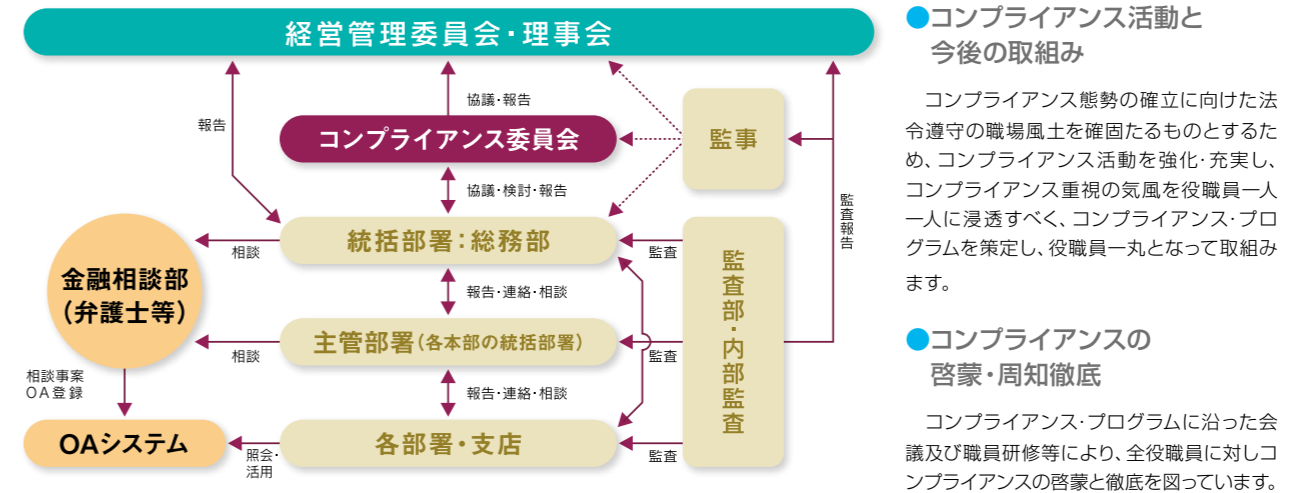 経営管理委員会・理事会
報告
協議・報告
コンプライアンス委員会
監事
協議・検討・報告
監査報告
統括部署：総務部
相談
監査
金融相談部
（弁護士等）
報告・連絡・相談
監査部・内部監査
主管部署（各本部の統括部署）
相談
監査
相談事案
OA登録
報告・連絡・相談
OAシステム
各部署・支店
照会・
活用
監査
●コンプライアンス活動と
今後の取組み
コンプライアンス態勢の確立に向けた法
令遵守の職場風土を確固たるものとするた
め、コンプライアンス活動を強化・充実し、
コンプライアンス重視の気風を役職員一人
一人に浸透すべく、コンプライアンス・プロ
グラムを策定し、役職員一丸となって取組み
ます。
●コンプライアンスの
啓蒙・周知徹底
コンプライアンス・プログラムに沿った会
議及び職員研修等により、全役職員に対しコ
ンプライアンスの啓蒙と徹底を図っています。